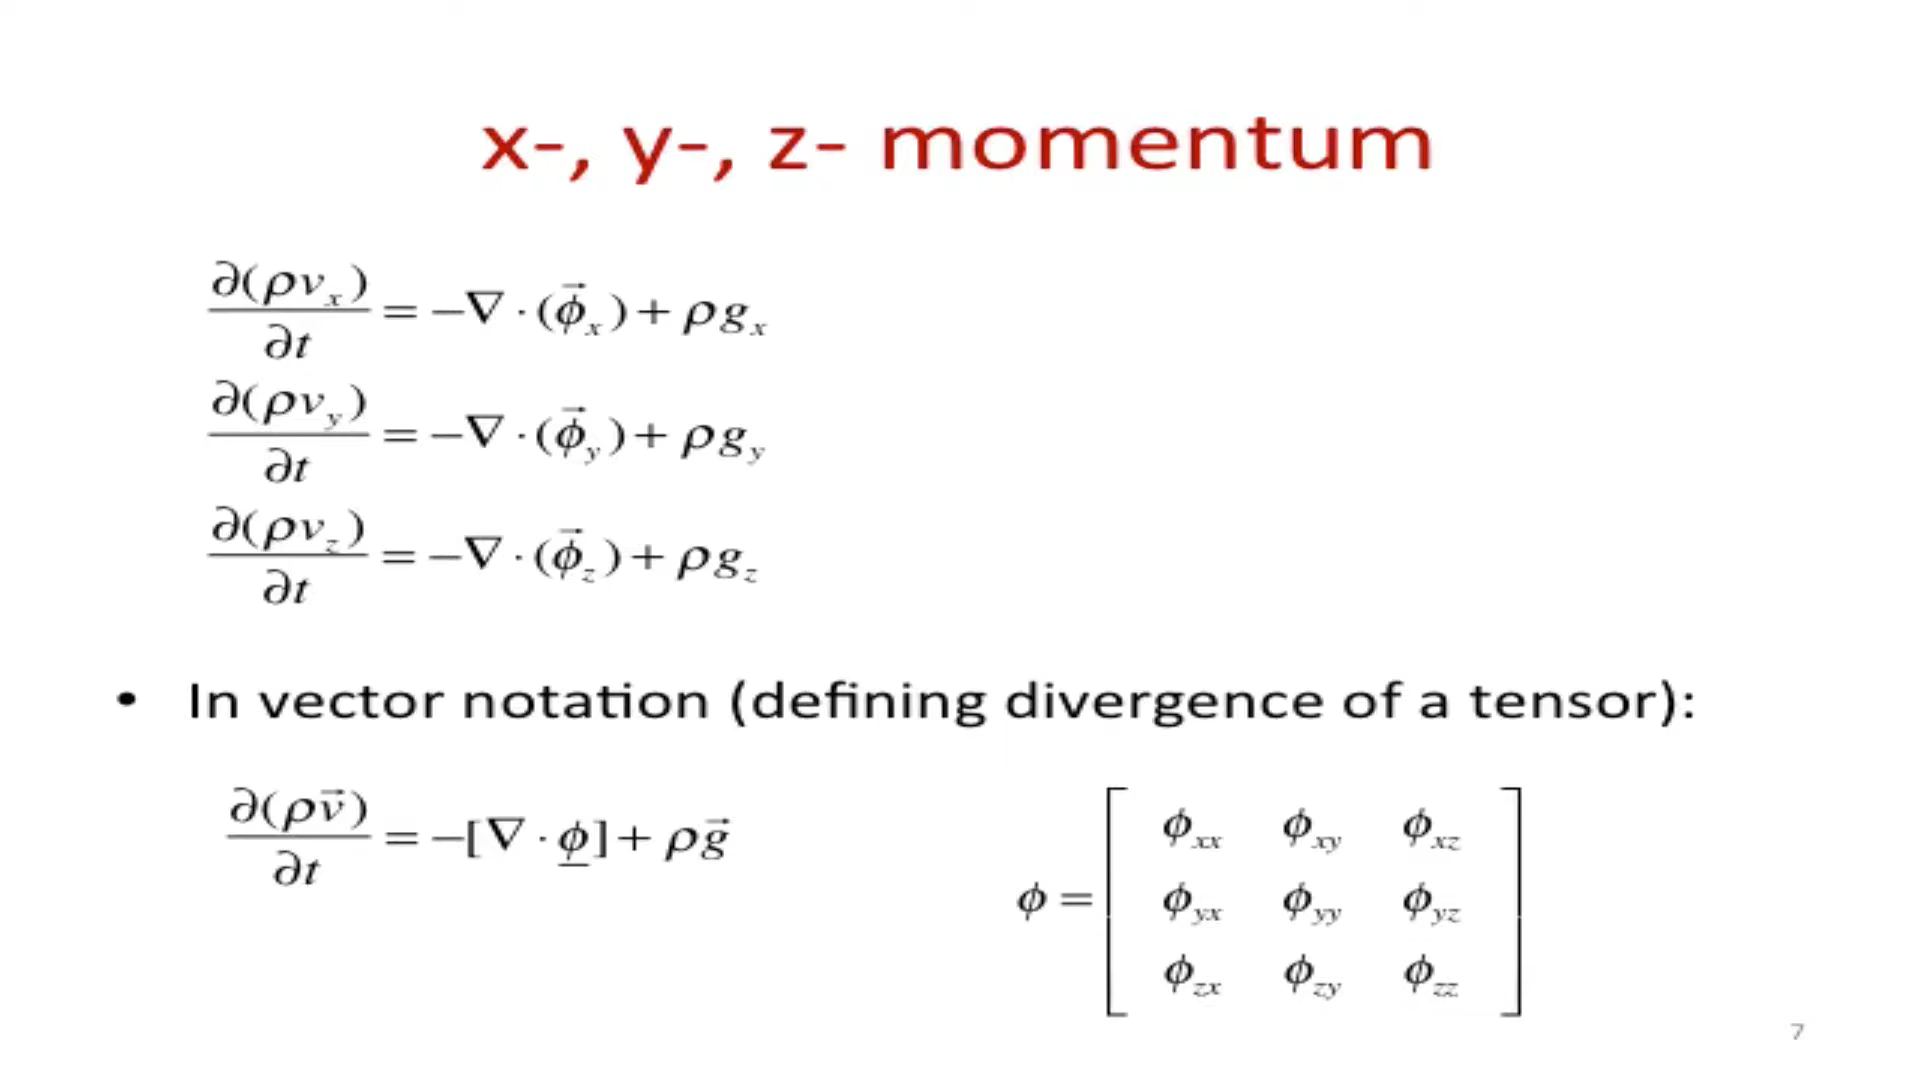 x-, y-, z- momentum
∂(ρv_x)/∂t = −∇·(ϕ⃗_x) + ρg_x
∂(ρv_y)/∂t = −∇·(ϕ⃗_y) + ρg_y
∂(ρv_z)/∂t = −∇·(ϕ⃗_z) + ρg_z
• In vector notation (defining divergence of a tensor):
∂(ρv⃗)/∂t = −[∇·ϕ̲] + ρg⃗
ϕ = [ ϕ_xx ϕ_xy ϕ_xz
ϕ_yx ϕ_yy ϕ_yz
ϕ_zx ϕ_zy ϕ_zz ]
7